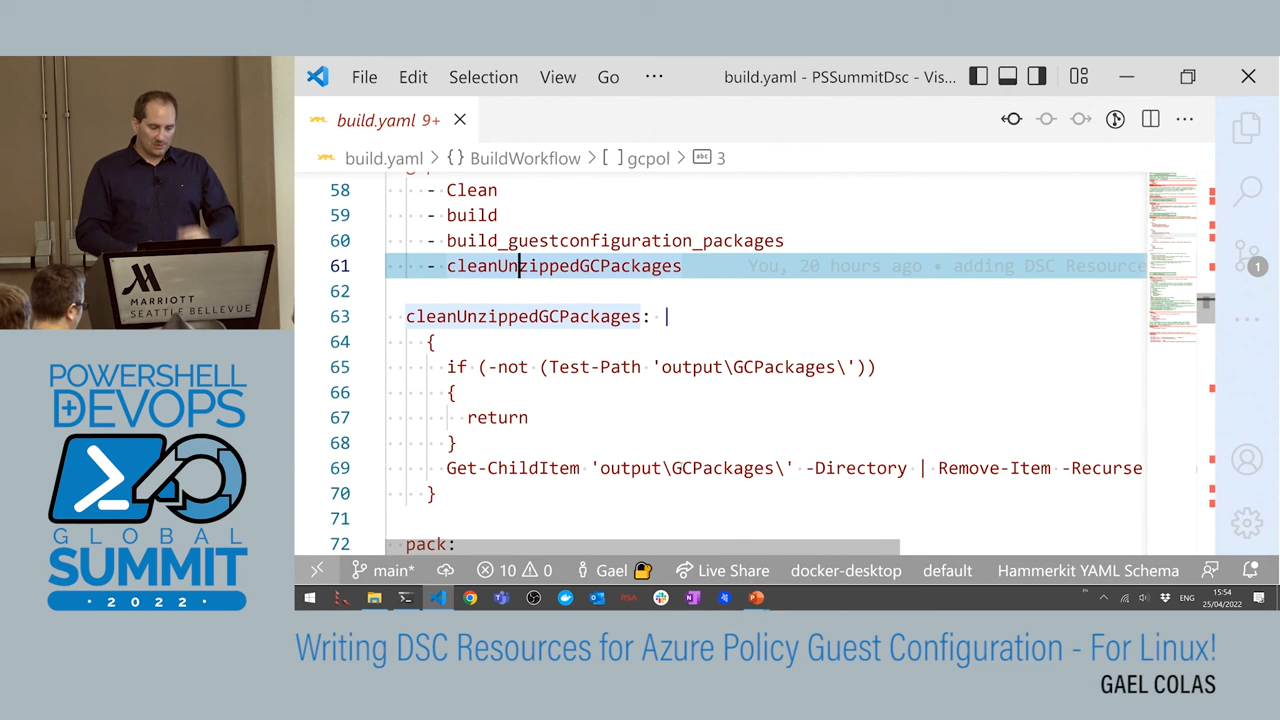 File Edit Selection View Go ··· build.yaml - PSSummitDsc - Vis...
build.yaml 9+
build.yaml > {} BuildWorkflow > [ ] gcpol > abc 3
58 - Clean
59 - build
60 - build_guestconfiguration_packages
61 - cleanUnzippedGCPackages You, 20 hours ago • adding DSC Resource
62
63 cleanUnzippedGCPackages: |
64 {
65 if (-not (Test-Path 'output\GCPackages\'))
66 {
67 return
68 }
69 Get-ChildItem 'output\GCPackages\' -Directory | Remove-Item -Recurse
70 }
71
72 pack:
main* 10 0 Gael Live Share docker-desktop default Hammerkit YAML Schema
RSA ENG 15:54
25/04/2022
MARRIOTT
SEATTLE BELLEVUE
POWERSHELL
+DEVOPS
GLOBAL
SUMMIT
· 2022 ·
Writing DSC Resources for Azure Policy Guest Configuration - For Linux!
GAEL COLAS